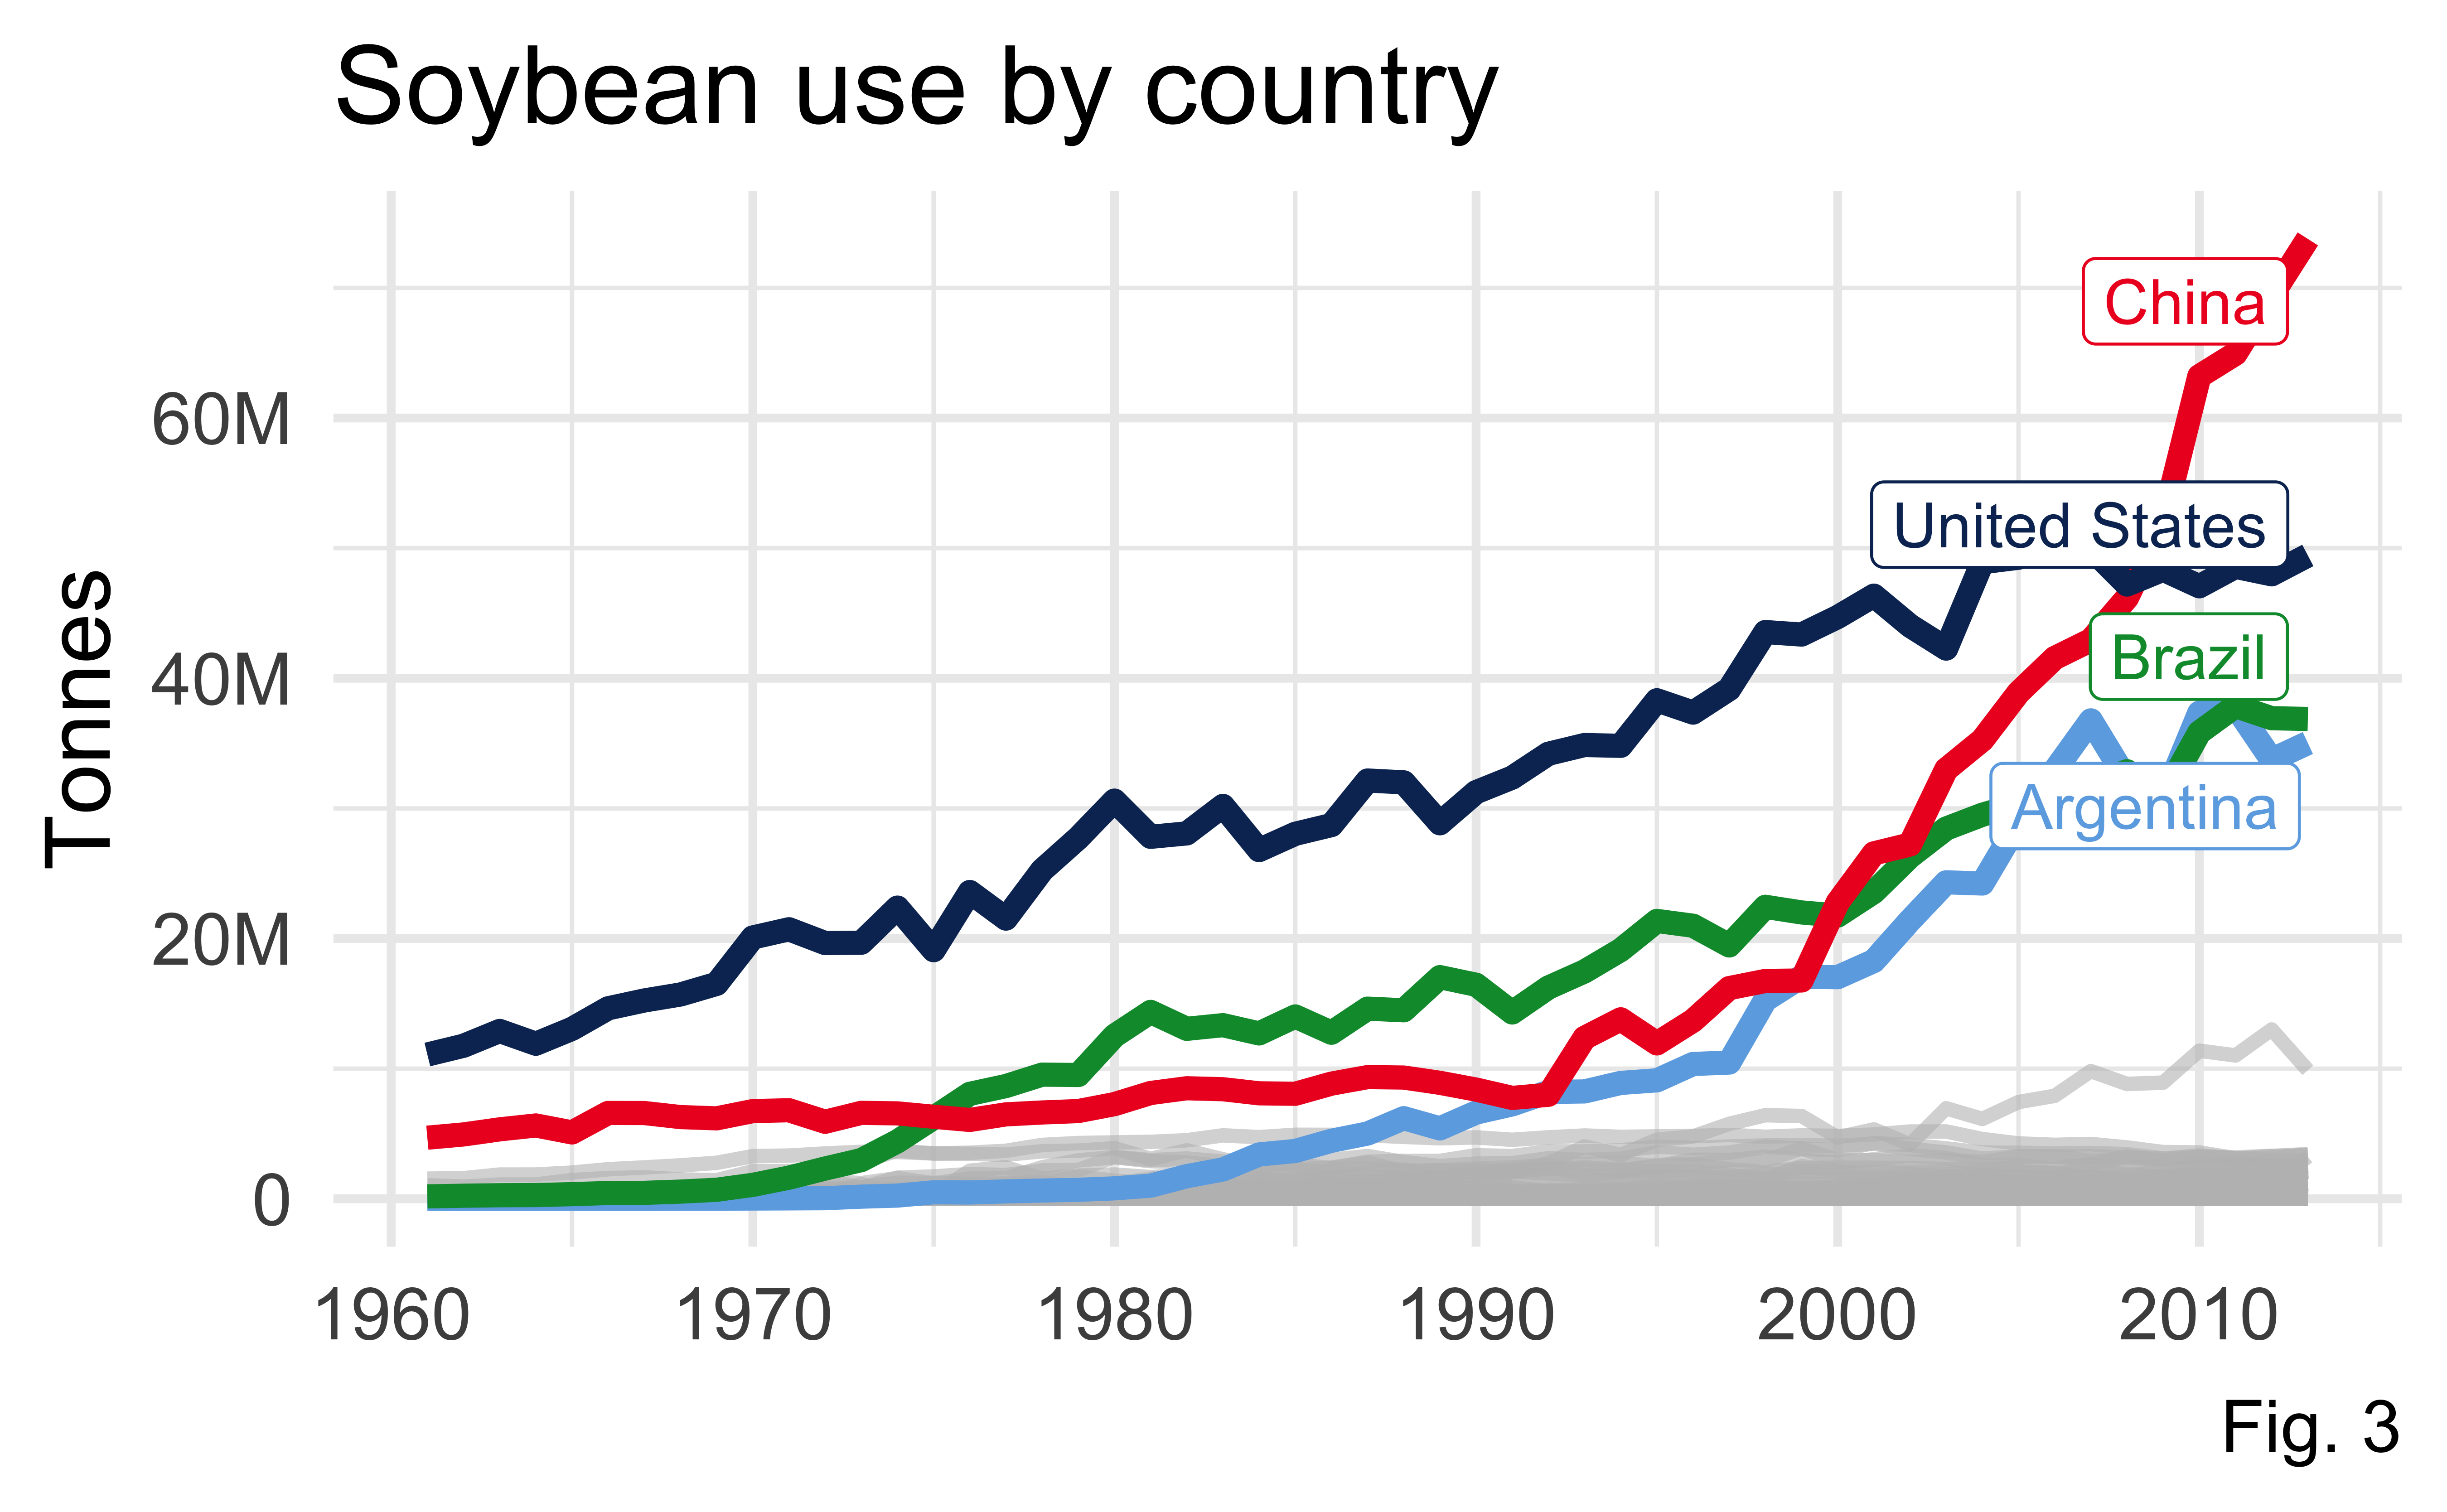 Soybean use by country
Tonnes
60M
40M
20M
0
China
United States
Brazil
Argentina
1960 1970 1980 1990 2000 2010
Fig. 3